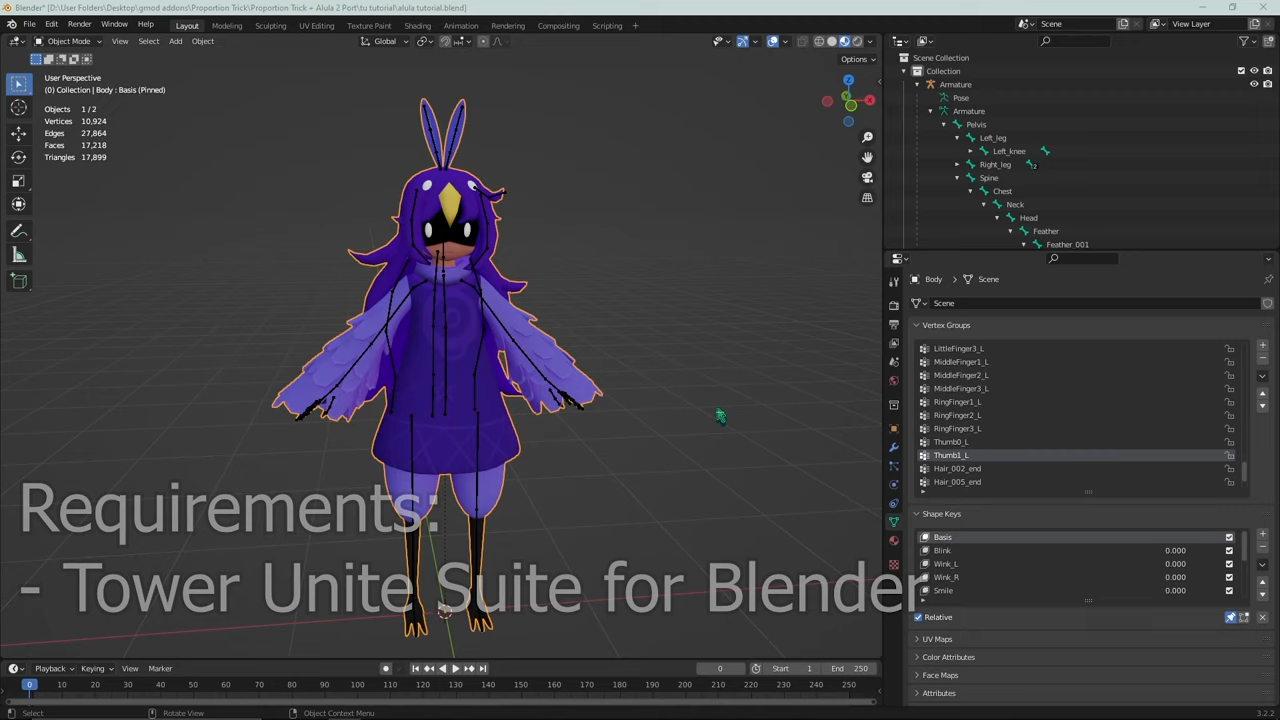 Blender* [D:\User Folders\Desktop\gmod addons\Proportion Trick\Proportion Trick + Alula 2 Port\tu tutorial\alula tutorial.blend]
File Edit Render Window Help Layout Modeling Sculpting UV Editing Texture Paint Shading Animation Rendering Compositing Scripting + Scene View Layer
Object Mode View Select Add Object Global
Options
User Perspective
(0) Collection | Body : Basis (Pinned)
Objects 1 / 2
Vertices 10,924
Edges 27,864
Faces 17,218
Triangles 17,899
Z
X
Y
Scene Collection
Collection
Armature
Pose
Armature
Pelvis
Left_leg
Left_knee
Right_leg 2
Spine
Chest
Neck
Head
Feather
Feather_001
Body > Scene
Scene
Vertex Groups
LittleFinger3_L
MiddleFinger1_L
MiddleFinger2_L
MiddleFinger3_L
RingFinger1_L
RingFinger2_L
RingFinger3_L
Thumb0_L
Thumb1_L
Hair_002_end
Hair_005_end
Shape Keys
Basis
Blink 0.000
Wink_L 0.000
Wink_R 0.000
Smile 0.000
Relative
UV Maps
Color Attributes
Face Maps
Attributes
Requirements:
- Tower Unite Suite for Blender
Playback Keying View Marker 0 Start 1 End 250
0 10 20 30 40 50 60 70 80 90 100 110 120 130 140 150 160 170 180 190 200 210 220 230 240 250
Select Rotate View Object Context Menu 3.2.2